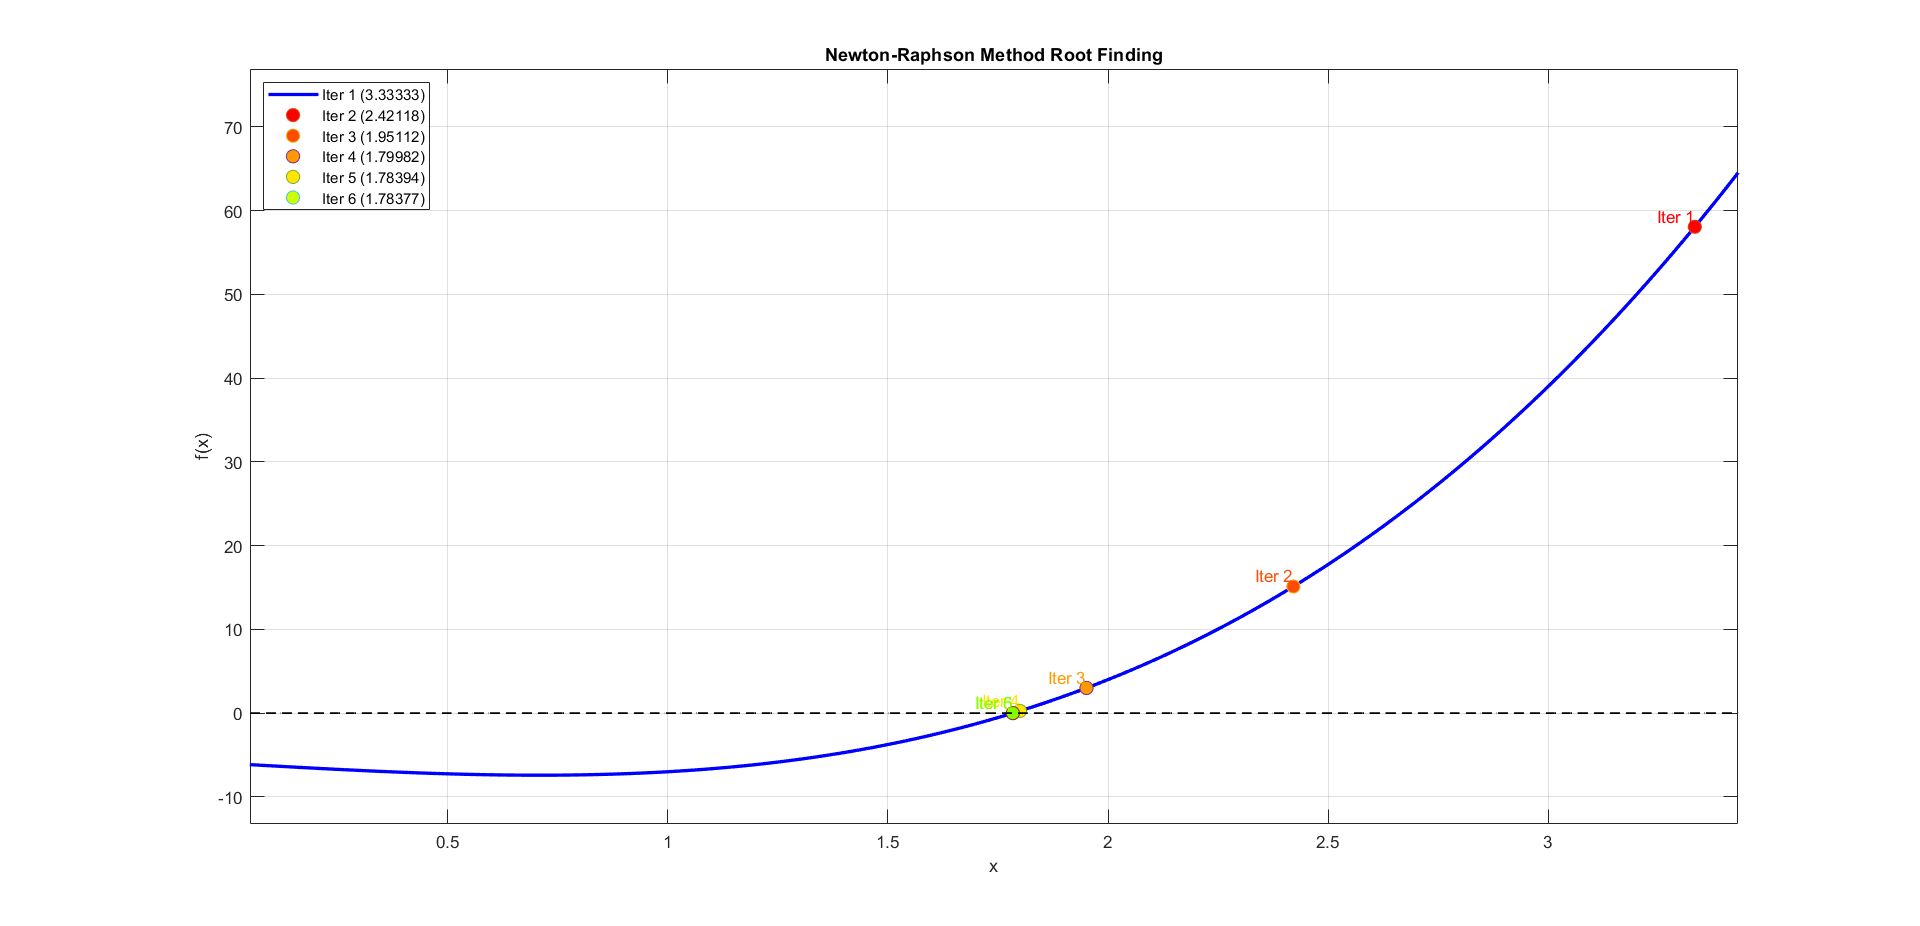 Newton-Raphson Method Root Finding
Iter 1 (3.33333)
Iter 2 (2.42118)
Iter 3 (1.95112)
Iter 4 (1.79982)
Iter 5 (1.78394)
Iter 6 (1.78377)
70
60
50
40
30
20
10
0
-10
f(x)
Iter 1
Iter 2
Iter 3
Iter 6
0.5
1
1.5
2
2.5
3
x